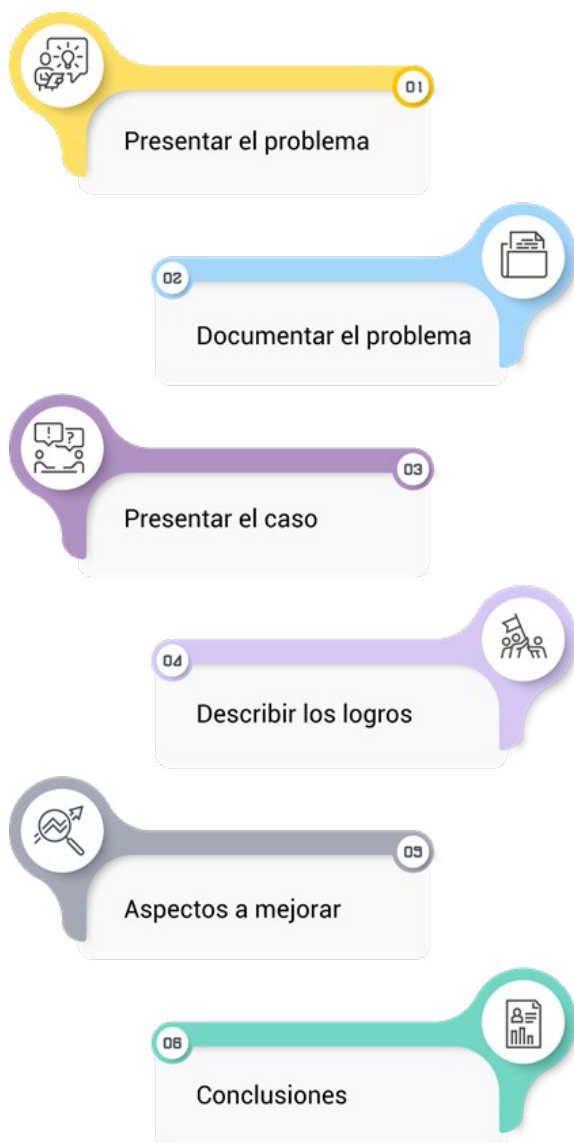 01
Presentar el problema
02
Documentar el problema
03
Presentar el caso
04
Describir los logros
05
Aspectos a mejorar
06
Conclusiones